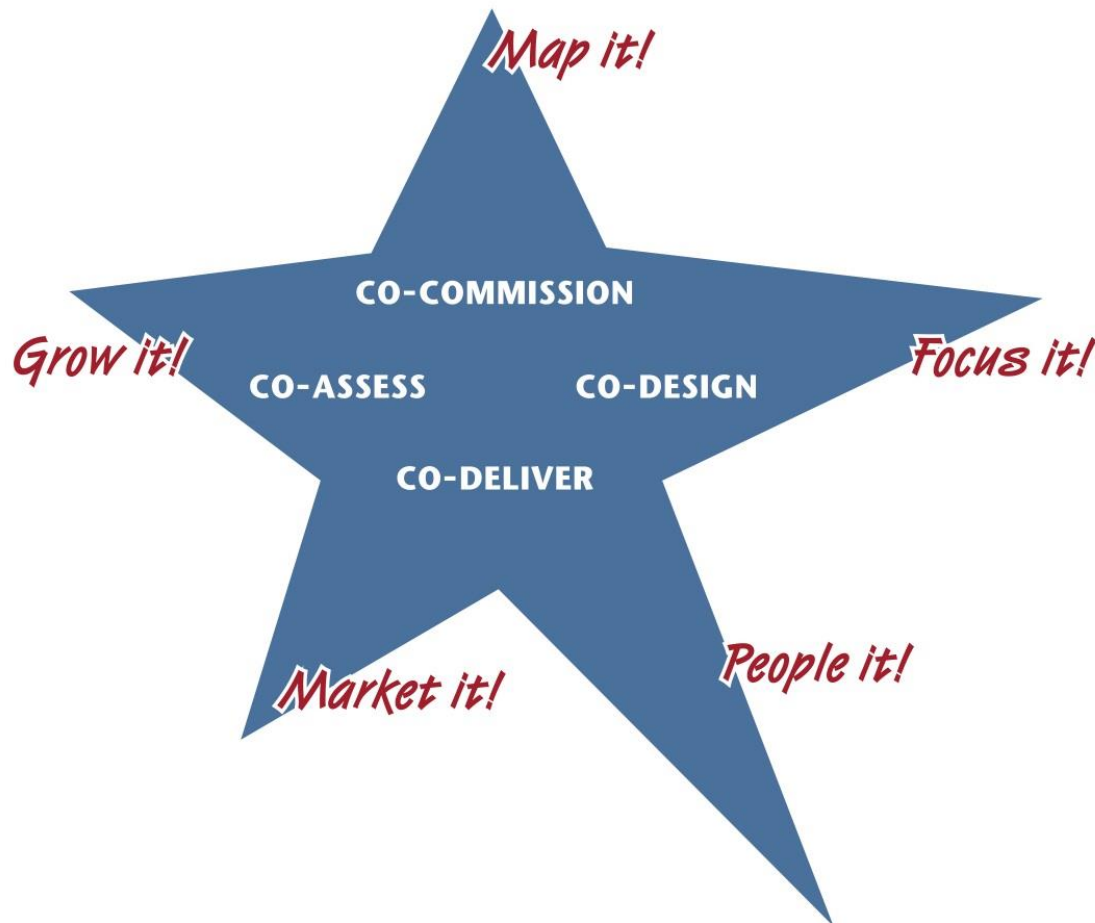 Map it!
CO-COMMISSION
Grow it!
Focus it!
CO-ASSESS
CO-DESIGN
CO-DELIVER
People it!
Market it!